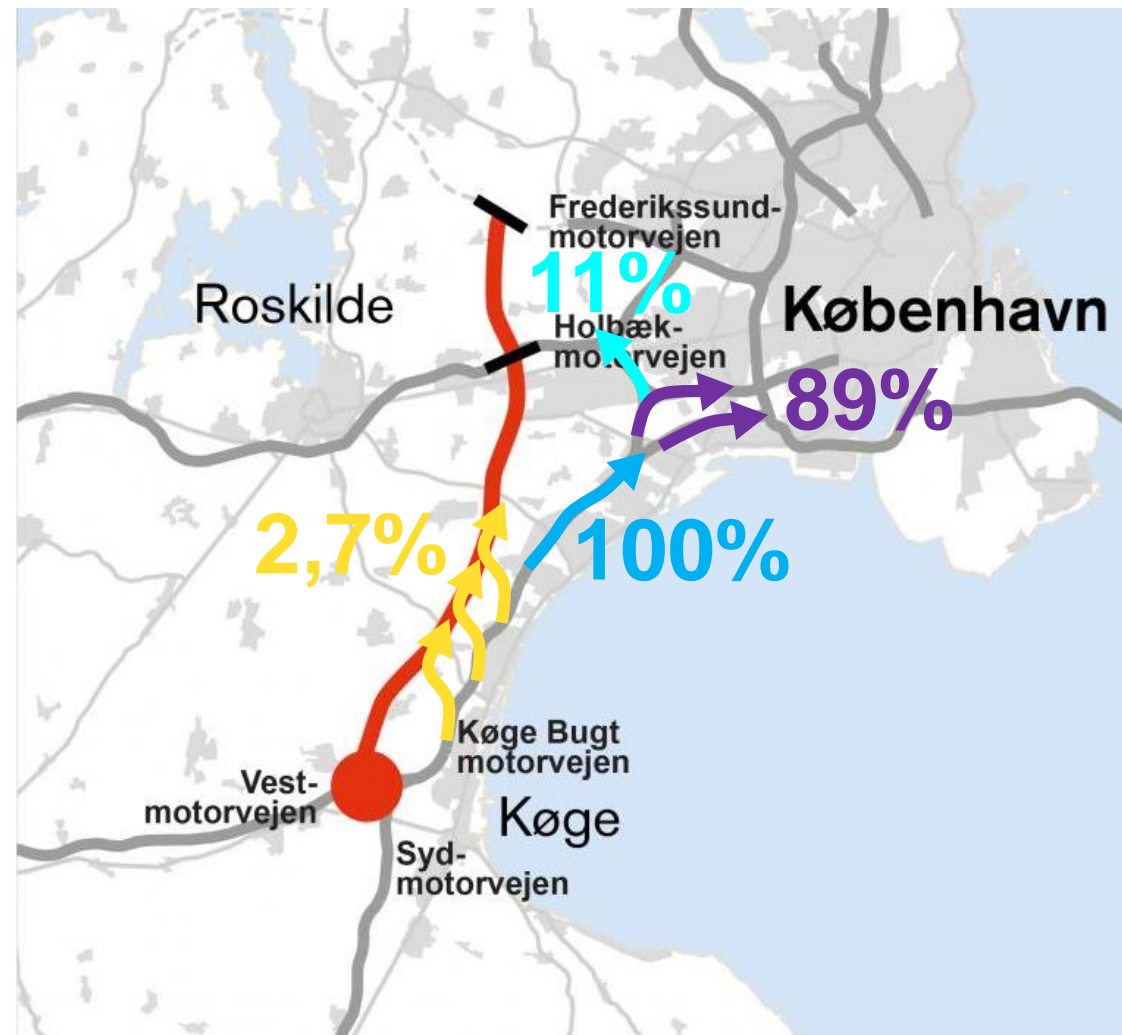 Frederikssund-
motorvejen
11%
Roskilde
København
Holbæk-
motorvejen
89%
2,7%
100%
Køge Bugt
motorvejen
Vest-
motorvejen
Køge
Syd-
motorvejen